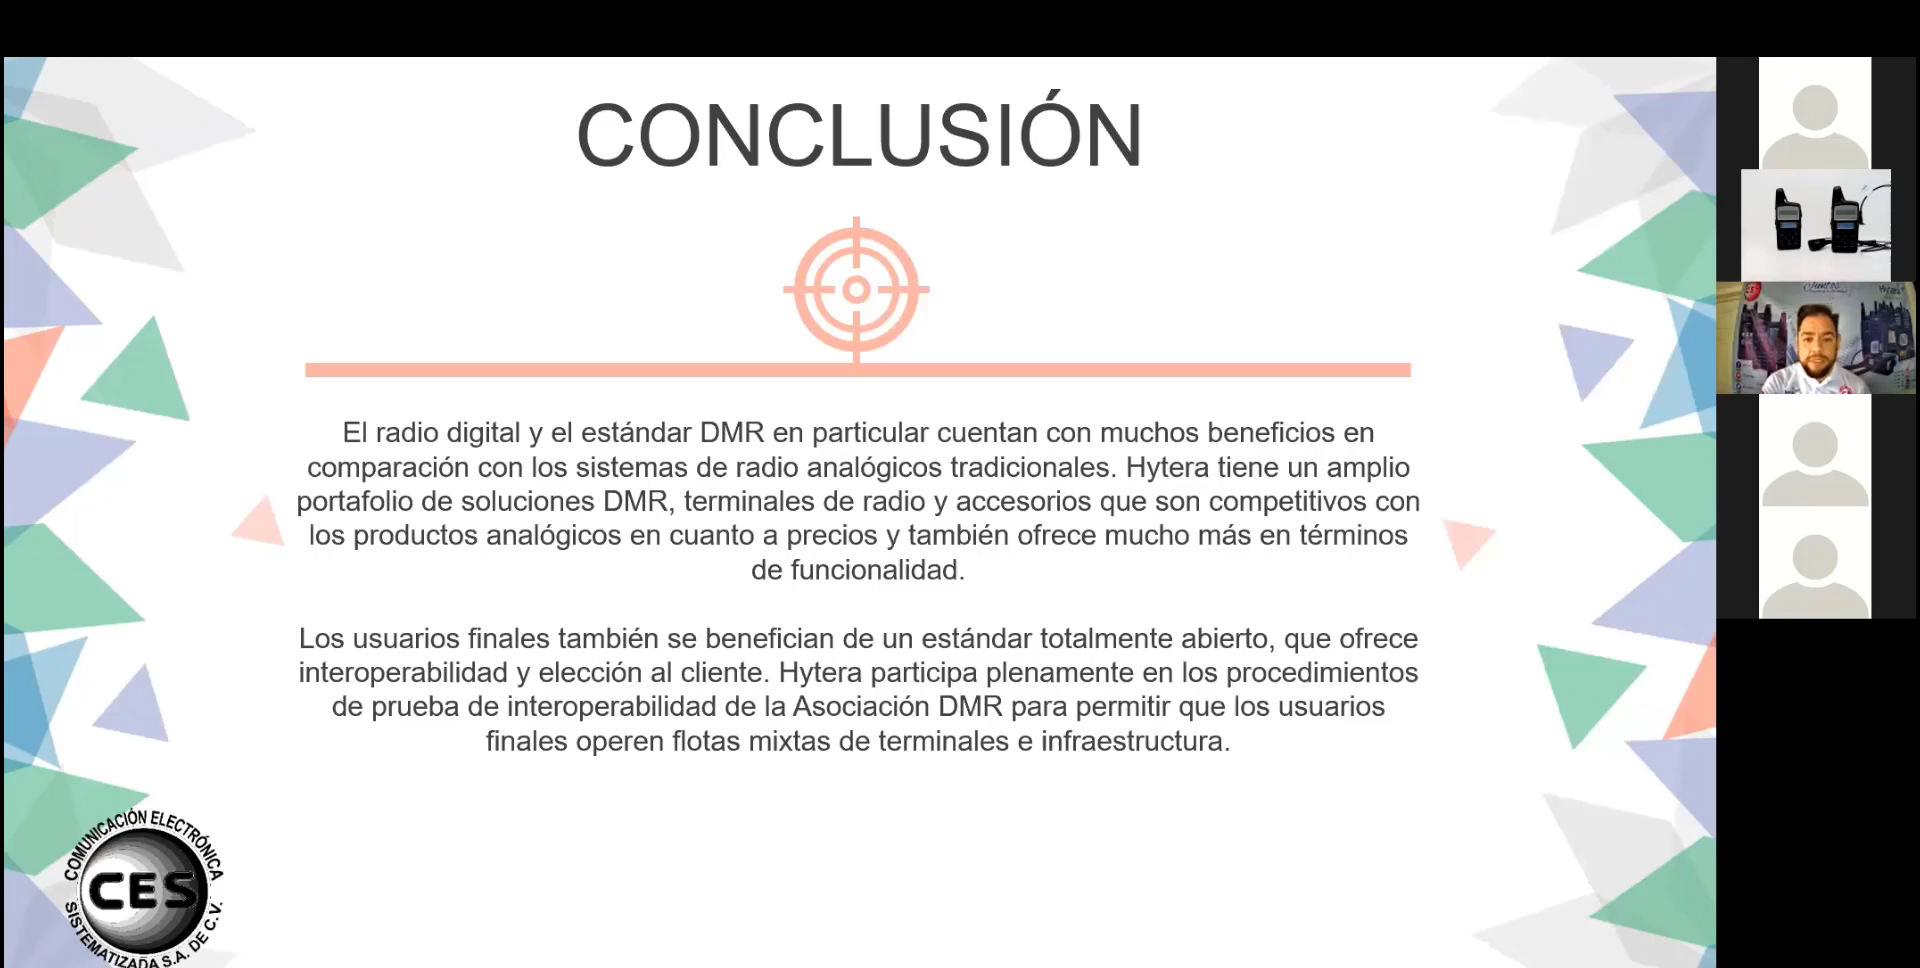 CONCLUSIÓN
El radio digital y el estándar DMR en particular cuentan con muchos beneficios en
comparación con los sistemas de radio analógicos tradicionales. Hytera tiene un amplio
portafolio de soluciones DMR, terminales de radio y accesorios que son competitivos con
los productos analógicos en cuanto a precios y también ofrece mucho más en términos
de funcionalidad.
Los usuarios finales también se benefician de un estándar totalmente abierto, que ofrece
interoperabilidad y elección al cliente. Hytera participa plenamente en los procedimientos
de prueba de interoperabilidad de la Asociación DMR para permitir que los usuarios
finales operen flotas mixtas de terminales e infraestructura.
COMUNICACIÓN ELECTRÓNICA
CES
SISTEMATIZADA S.A. DE C.V.
Juntos
Hytera